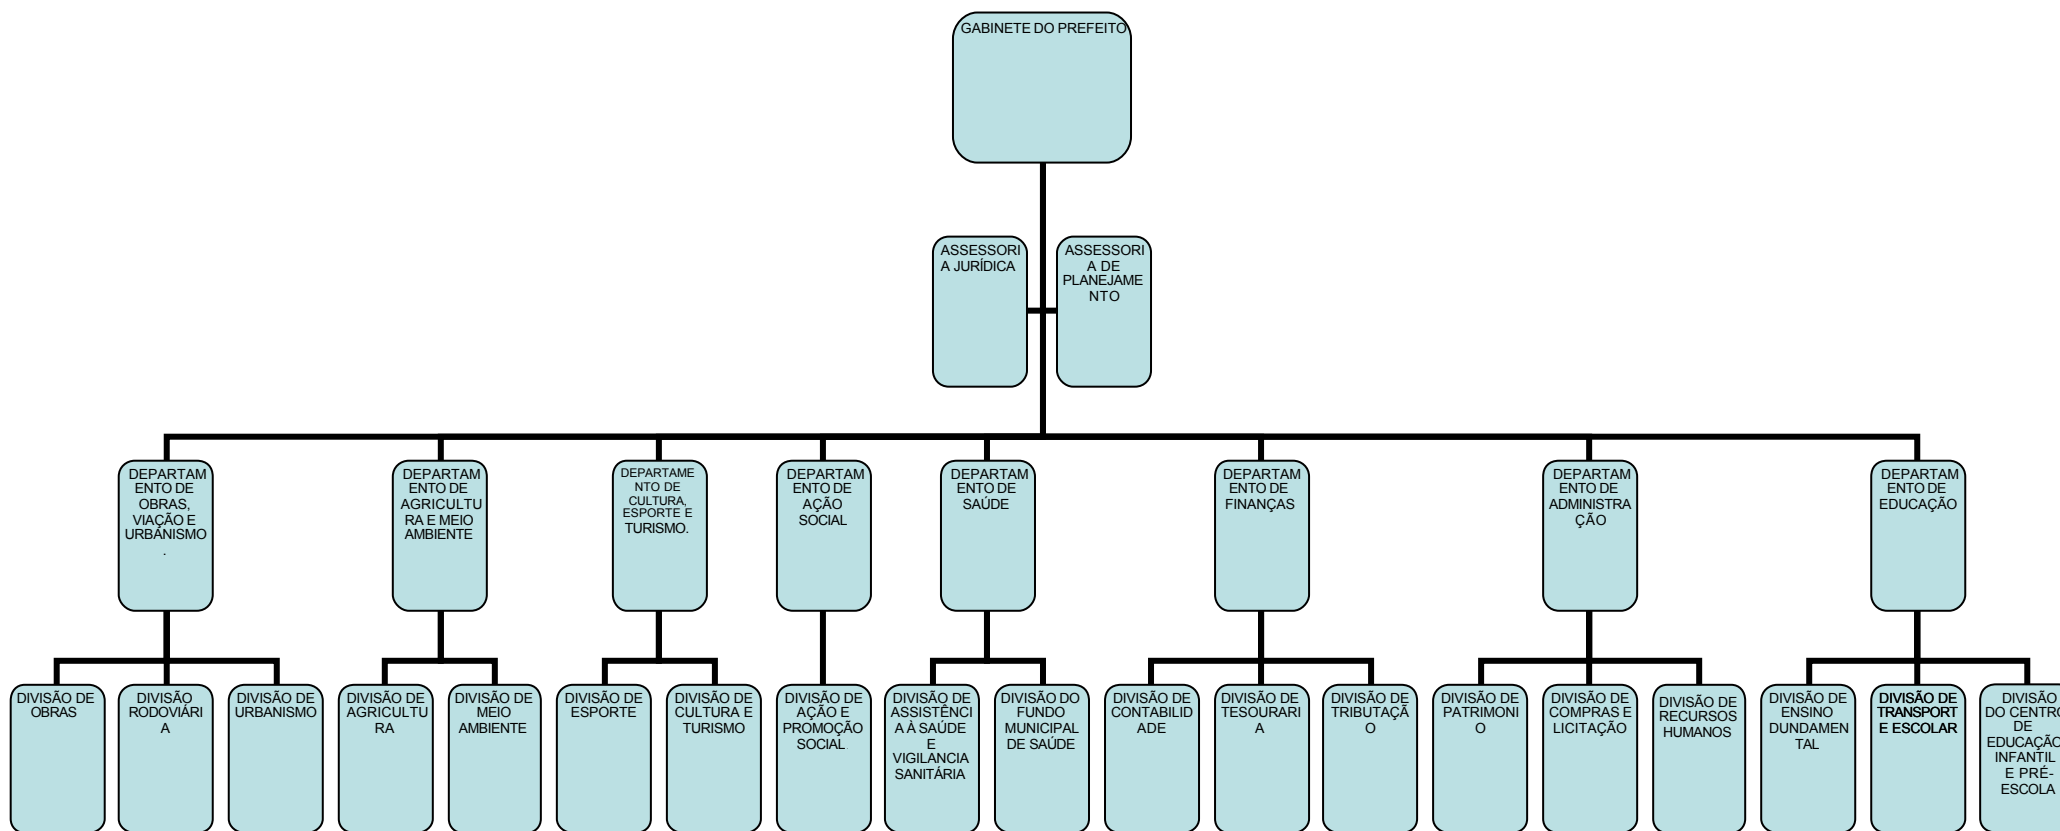 GABINETE DO PREFEITO
ASSESSORI
A JURÍDICA
ASSESSORI
A DE
PLANEJAME
NTO
DEPARTAM
ENTO DE
OBRAS,
VIAÇÃO E
URBANISMO
.
DEPARTAM
ENTO DE
AGRICULTU
RA E MEIO
AMBIENTE
DEPARTAME
NTO DE
CULTURA,
ESPORTE E
TURISMO.
DEPARTAM
ENTO DE
AÇÃO
SOCIAL
DEPARTAM
ENTO DE
SAÚDE
DEPARTAM
ENTO DE
FINANÇAS
DEPARTAM
ENTO DE
ADMINISTRA
ÇÃO
DEPARTAM
ENTO DE
EDUCAÇÃO
DIVISÃO DE
OBRAS
DIVISÃO
RODOVIÁRI
A
DIVISÃO DE
URBANISMO
DIVISÃO DE
AGRICULTU
RA
DIVISÃO DE
MEIO
AMBIENTE
DIVISÃO DE
ESPORTE
DIVISÃO DE
CULTURA E
TURISMO
DIVISÃO DE
AÇÃO E
PROMOÇÃO
SOCIAL
DIVISÃO DE
ASSISTÊNCI
A À SAÚDE
E
VIGILANCIA
SANITÁRIA
DIVISÃO DO
FUNDO
MUNICIPAL
DE SAÚDE
DIVISÃO DE
CONTABILID
ADE
DIVISÃO DE
TESOURARI
A
DIVISÃO DE
TRIBUTAÇÃ
O
DIVISÃO DE
PATRIMONI
O
DIVISÃO DE
COMPRAS E
LICITAÇÃO
DIVISÃO DE
RECURSOS
HUMANOS
DIVISÃO DE
ENSINO
DUNDAMEN
TAL
DIVISÃO DE
TRANSPORT
E ESCOLAR
DIVISÃO
DO CENTRO
DE
EDUCAÇÃO
INFANTIL
E PRÉ-
ESCOLA